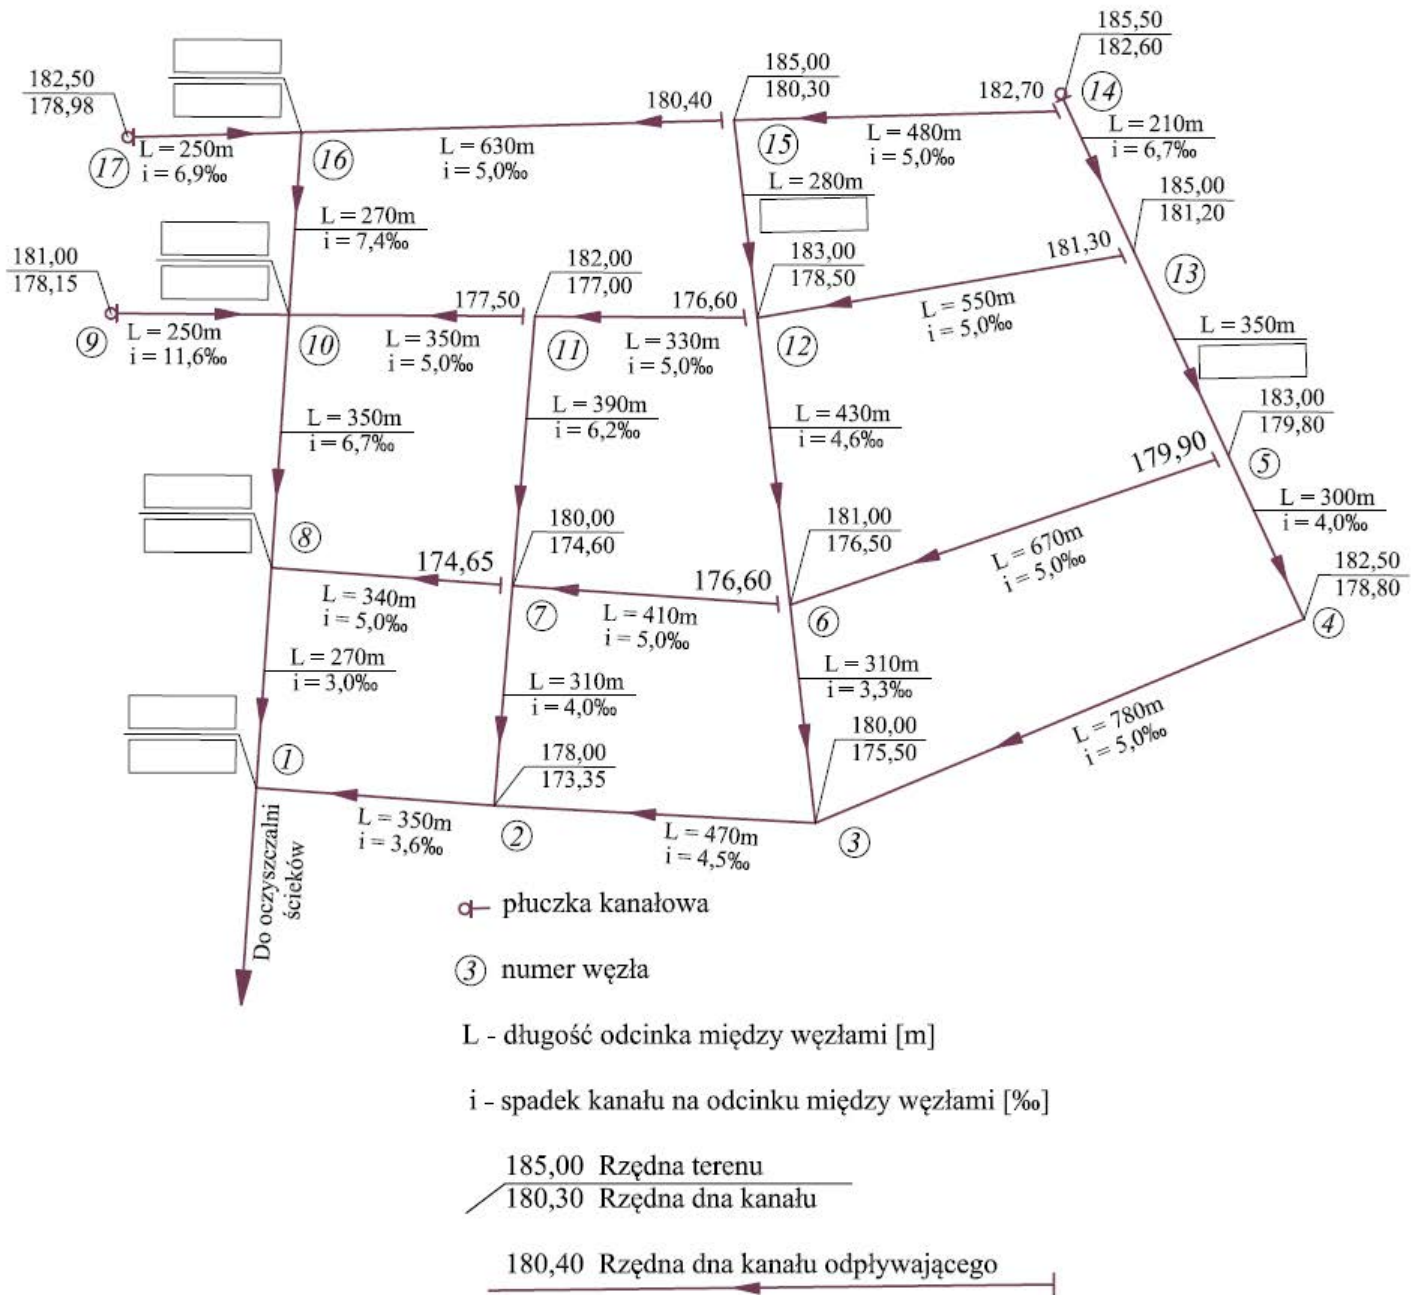 185,50
182,60
14
182,50
178,98
17
L = 250m
i = 6,9‰
16
180,40
L = 630m
i = 5,0‰
185,00
180,30
15
182,70
L = 480m
i = 5,0‰
L = 210m
i = 6,7‰
L = 280m
185,00
181,20
13
L = 270m
i = 7,4‰
181,00
178,15
9
L = 250m
i = 11,6‰
10
177,50
L = 350m
i = 5,0‰
182,00
177,00
11
176,60
L = 330m
i = 5,0‰
183,00
178,50
12
181,30
L = 550m
i = 5,0‰
L = 350m
L = 350m
i = 6,7‰
L = 390m
i = 6,2‰
L = 430m
i = 4,6‰
183,00
179,80
5
179,90
L = 670m
i = 5,0‰
L = 300m
i = 4,0‰
8
174,65
L = 340m
i = 5,0‰
180,00
174,60
7
176,60
L = 410m
i = 5,0‰
181,00
176,50
6
182,50
178,80
4
L = 270m
i = 3,0‰
L = 310m
i = 4,0‰
L = 310m
i = 3,3‰
L = 780m
i = 5,0‰
1
178,00
173,35
2
180,00
175,50
3
L = 350m
i = 3,6‰
L = 470m
i = 4,5‰
Do oczyszczalni
ścieków
płuczka kanałowa
3 numer węzła
L - długość odcinka między węzłami [m]
i - spadek kanału na odcinku między węzłami [‰]
185,00 Rzędna terenu
180,30 Rzędna dna kanału
180,40 Rzędna dna kanału odpływającego